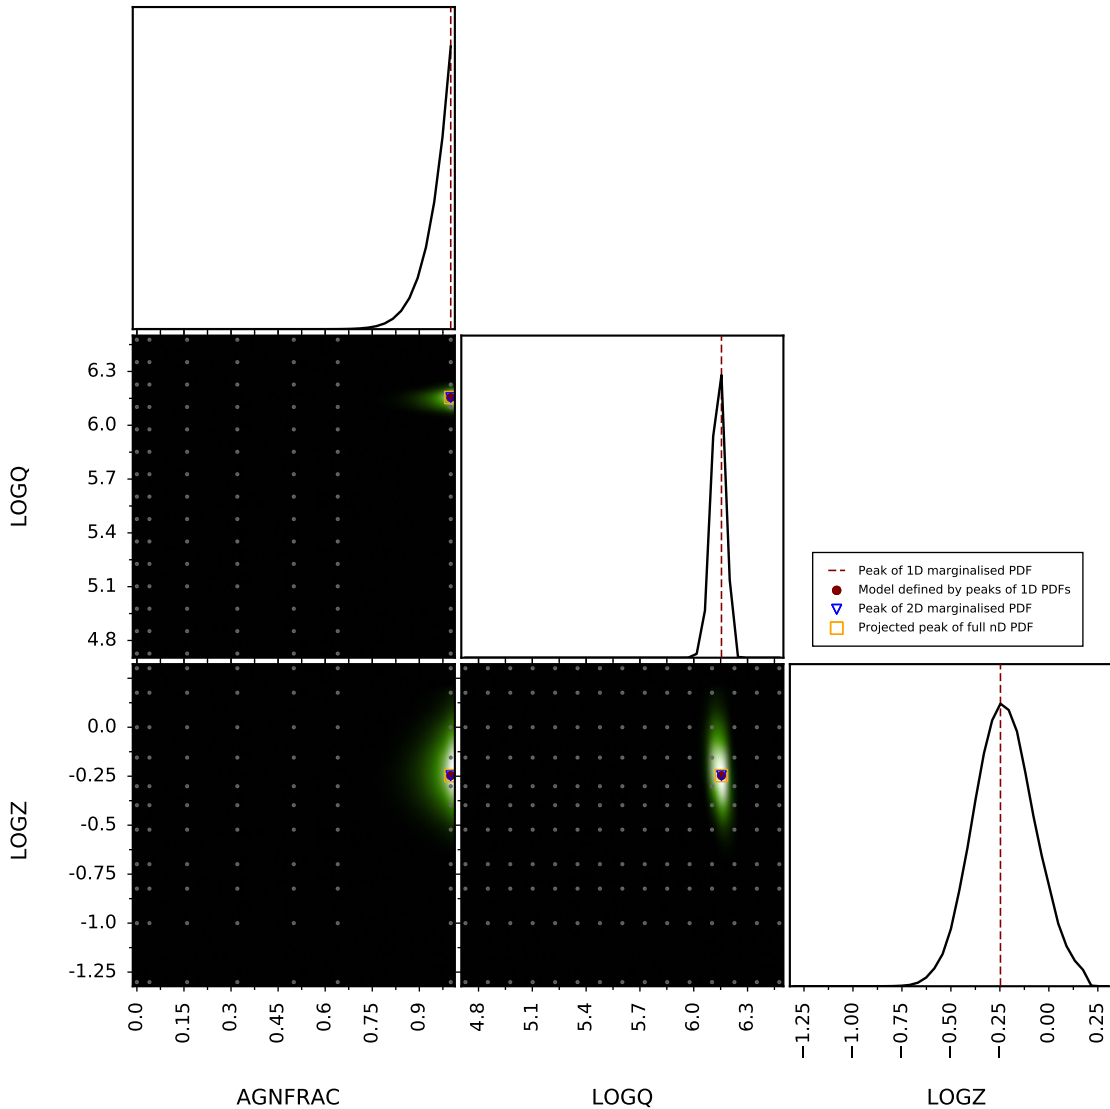 6.3
6.0
5.7
5.4
5.1
4.8
LOGQ
Peak of 1D marginalised PDF
Model defined by peaks of 1D PDFs
Peak of 2D marginalised PDF
Projected peak of full nD PDF
0.0
-0.25
-0.5
-0.75
-1.0
-1.25
LOGZ
0.0 0.15 0.3 0.45 0.6 0.75 0.9
4.8 5.1 5.4 5.7 6.0 6.3
−1.25 −1.00 −0.75 −0.50 −0.25 0.00 0.25
AGNFRAC LOGQ LOGZ